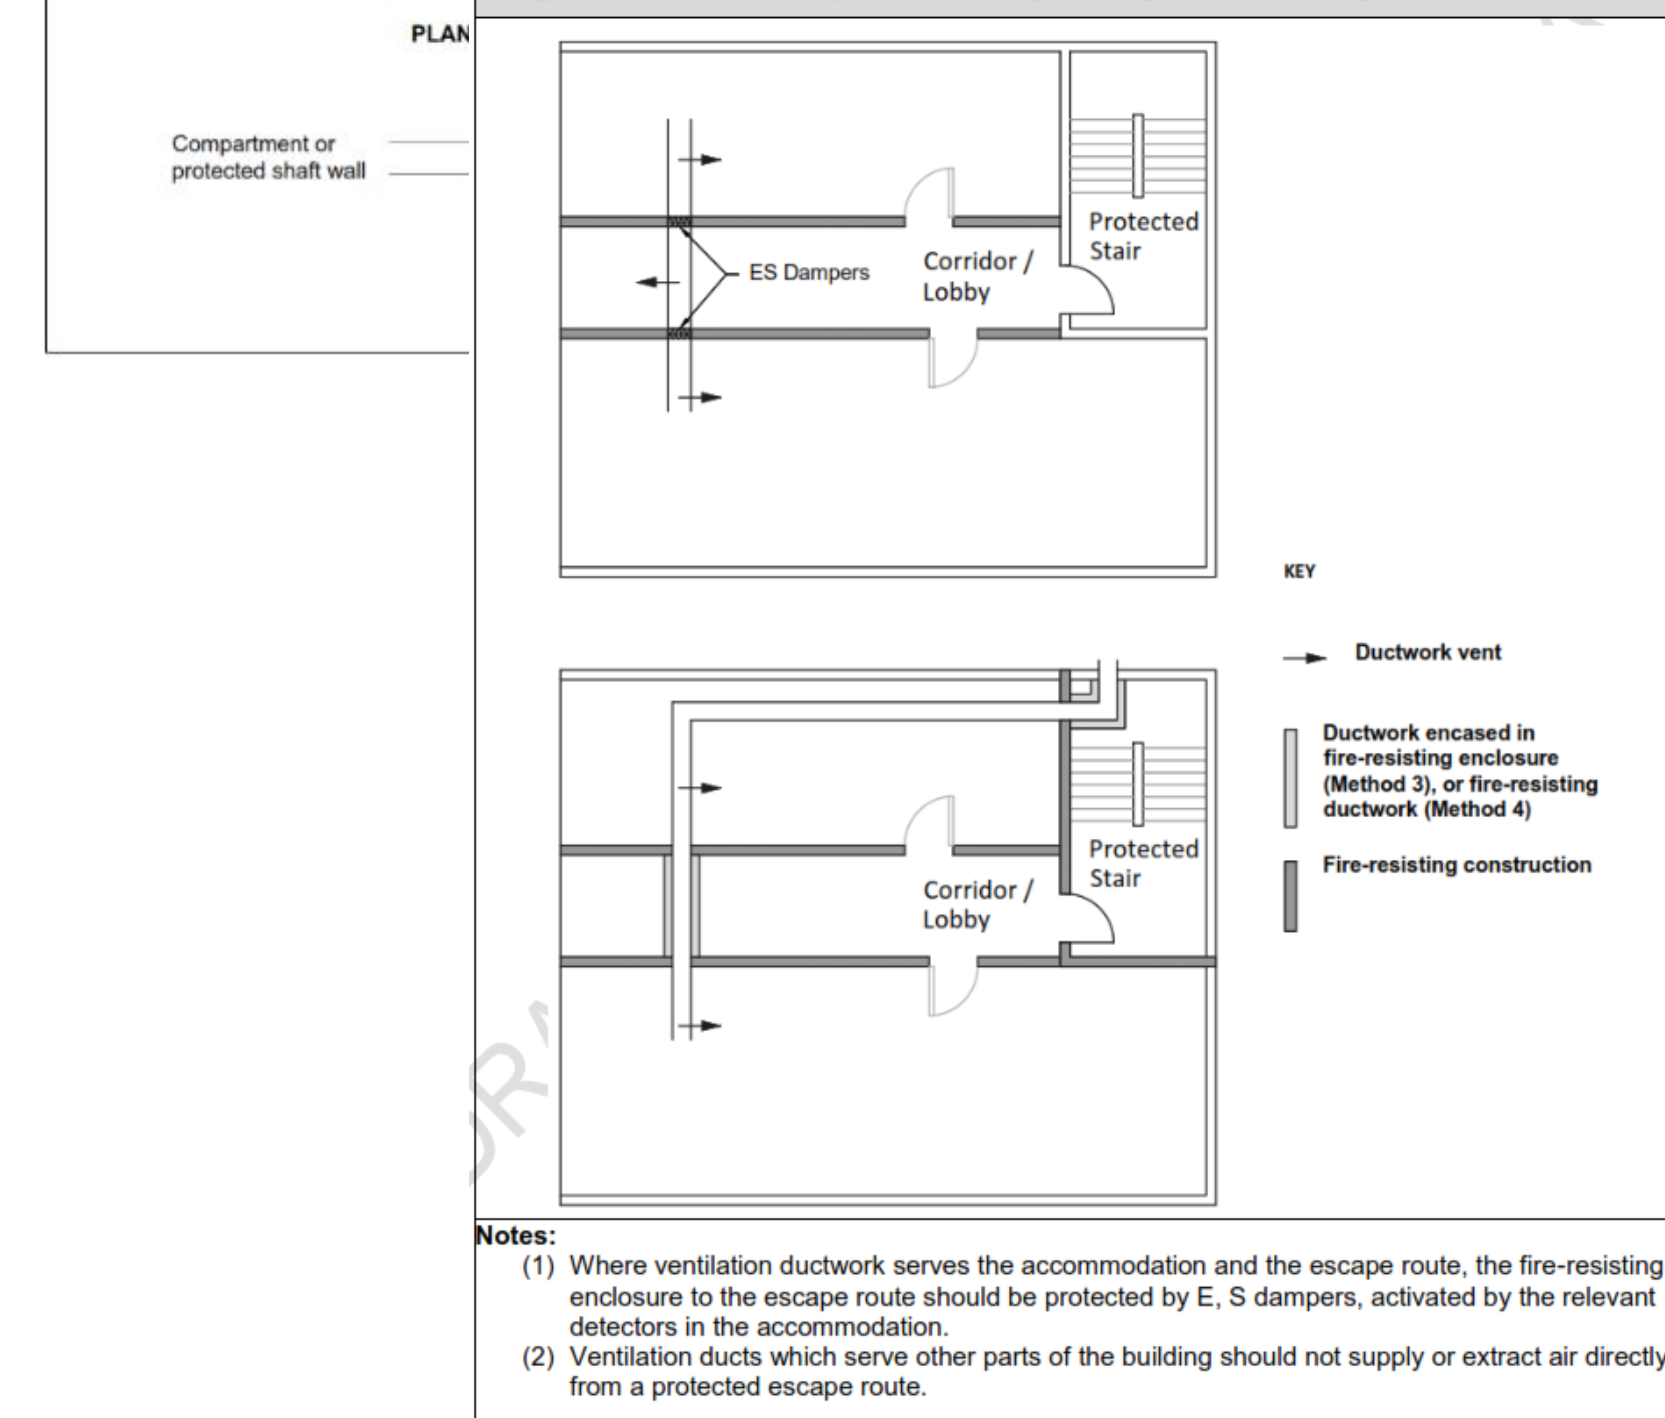 PLAN
Compartment or
protected shaft wall
Protected
Stair
Corridor /
Lobby
ES Dampers
KEY
Ductwork vent
Ductwork encased in
fire-resisting enclosure
(Method 3), or fire-resisting
ductwork (Method 4)
Fire-resisting construction
Protected
Stair
Corridor /
Lobby
Notes:
(1) Where ventilation ductwork serves the accommodation and the escape route, the fire-resisting
enclosure to the escape route should be protected by E, S dampers, activated by the relevant
detectors in the accommodation.
(2) Ventilation ducts which serve other parts of the building should not supply or extract air directly
from a protected escape route.